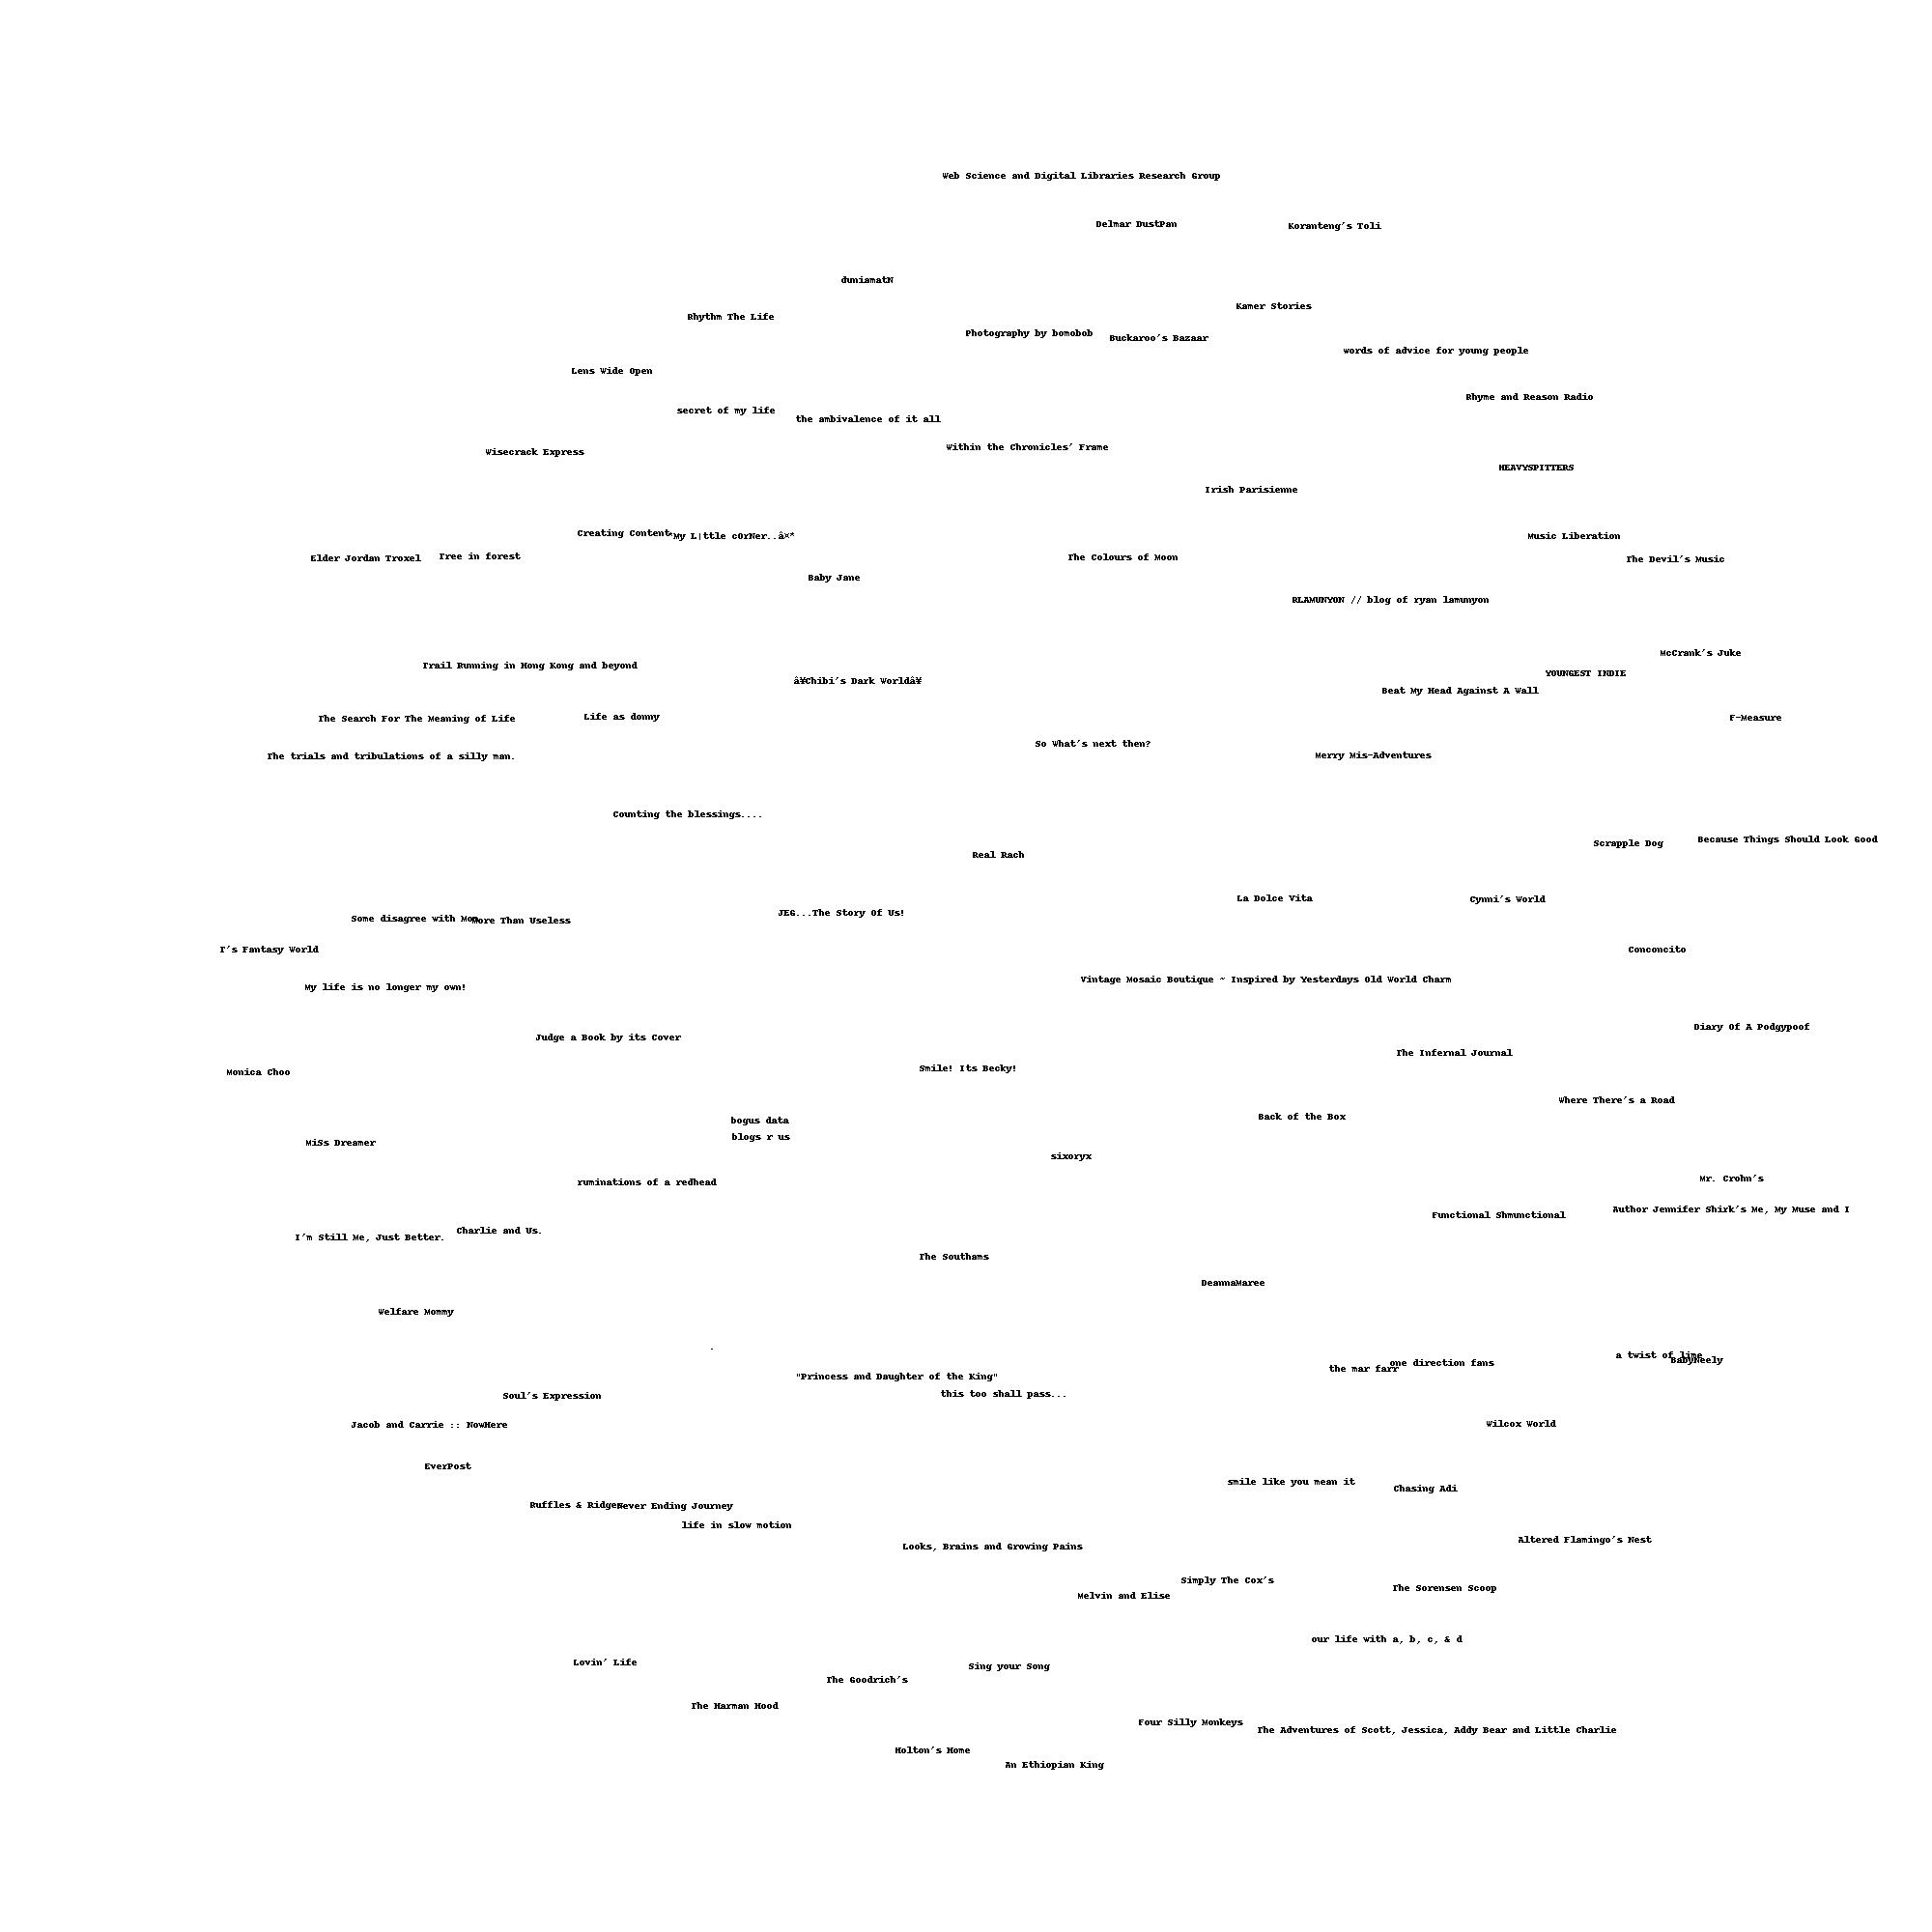 Web Science and Digital Libraries Research Group
Delmar DustPan
Koranteng's Toli
duniamatN
Kamer Stories
Rhythm The Life
Photography by bomobob
Buckaroo's Bazaar
words of advice for young people
Lens Wide Open
Rhyme and Reason Radio
secret of my life
the ambivalence of it all
Within the Chronicles' Frame
Wisecrack Express
HEAVYSPITTERS
Irish Parisienne
Creating Content
*My L|ttle cOrNer..â×*
Music Liberation
Elder Jordan Troxel
Tree in forest
The Colours of Moon
The Devil's Music
Baby Jane
RLAMUNYON // blog of ryan lamunyon
McCrank's Juke
Trail Running in Hong Kong and beyond
YOUNGEST INDIE
â¥Chibi's Dark Worldâ¥
Beat My Head Against A Wall
The Search For The Meaning of Life
Life as donny
F-Measure
So What's next then?
The trials and tribulations of a silly man.
Merry Mis-Adventures
Counting the blessings....
Scrapple Dog
Because Things Should Look Good
Real Rach
La Dolce Vita
Cynni's World
JEG...The Story Of Us!
Some disagree with Mon
More Than Useless
T's Fantasy World
Conconcito
Vintage Mosaic Boutique ~ Inspired by Yesterdays Old World Charm
My life is no longer my own!
Diary Of A Podgypoof
Judge a Book by its Cover
The Infernal Journal
Smile! Its Becky!
Monica Choo
Where There's a Road
Back of the Box
bogus data
blogs r us
MiSs Dreamer
sixoryx
Mr. Crohn's
ruminations of a redhead
Author Jennifer Shirk's Me, My Muse and I
Functional Shmunctional
Charlie and Us.
I'm Still Me, Just Better.
The Southams
DeannaMaree
Welfare Mommy
.
a twist of lime
BabyNeely
one direction fans
the mar farr
"Princess and Daughter of the King"
this too shall pass...
Soul's Expression
Jacob and Carrie :: NowHere
Wilcox World
EverPost
smile like you mean it
Chasing Adi
Ruffles & Ridges
Never Ending Journey
life in slow motion
Altered Flamingo's Nest
Looks, Brains and Growing Pains
Simply The Cox's
The Sorensen Scoop
Melvin and Elise
our life with a, b, c, & d
Lovin' Life
Sing your Song
The Goodrich's
The Harman Hood
Four Silly Monkeys
The Adventures of Scott, Jessica, Addy Bear and Little Charlie
Holton's Home
An Ethiopian King